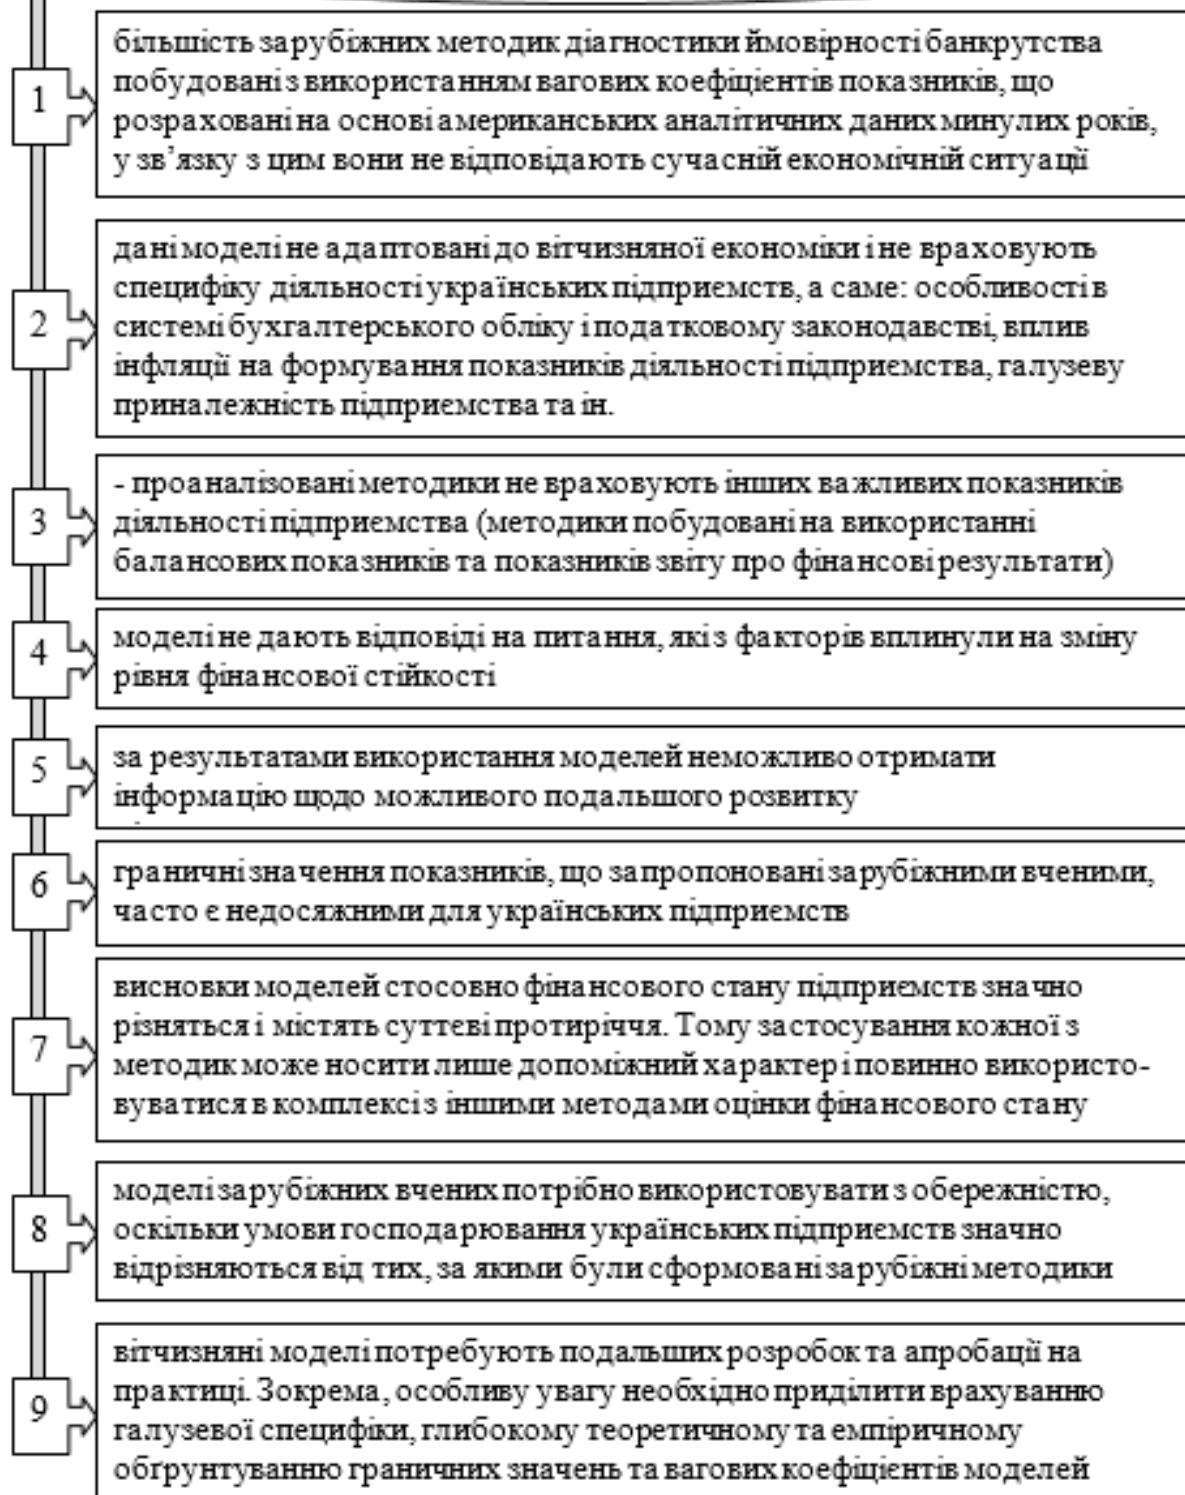 1
більшість зарубіжних методик діагностики ймовірності банкрутства
побудовані з використанням вагових коефіцієнтів показників, що
розраховані на основі американських аналітичних даних минулих років,
у зв’язку з цим вони не відповідають сучасній економічній ситуації
2
дані моделі не адаптовані до вітчизняної економіки і не враховують
специфіку діяльності українських підприємств, а саме: особливості в
системі бухгалтерського обліку і податковому законодавстві, вплив
інфляції на формування показників діяльності підприємства, галузеву
приналежність підприємства та ін.
3
- проаналізовані методики не враховують інших важливих показників
діяльності підприємства (методики побудовані на використанні
балансових показників та показників звіту про фінансові результати)
4
моделі не дають відповіді на питання, які з факторів вплинули на зміну
рівня фінансової стійкості
5
за результатами використання моделей неможливо отримати
інформацію щодо можливого подальшого розвитку
6
граничні значення показників, що запропоновані зарубіжними вченими,
часто є недосяжними для українських підприємств
7
висновки моделей стосовно фінансового стану підприємств значно
різняться і містять суттєві протиріччя. Тому застосування кожної з
методик може носити лише допоміжний характер і повинно використо-
вуватися в комплексі з іншими методами оцінки фінансового стану
8
моделі зарубіжних вчених потрібно використовувати з обережністю,
оскільки умови господарювання українських підприємств значно
відрізняються від тих, за якими були сформовані зарубіжні методики
9
вітчизняні моделі потребують подальших розробок та апробації на
практиці. Зокрема, особливу увагу необхідно приділити врахуванню
галузевої специфіки, глибокому теоретичному та емпіричному
обґрунтуванню граничних значень та вагових коефіцієнтів моделей